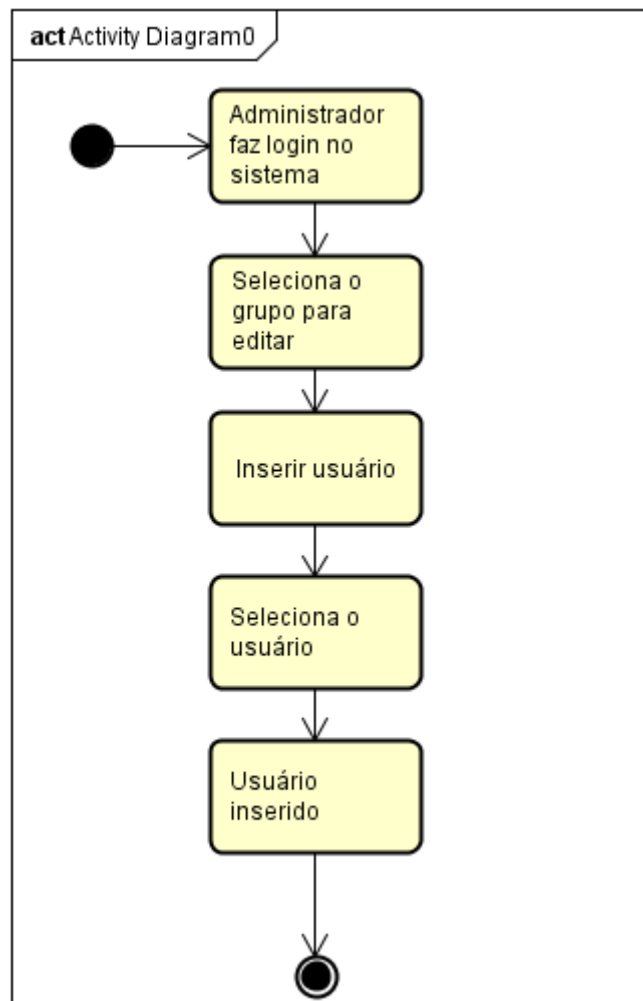 act Activity Diagram0
Administrador
faz login no
sistema
Seleciona o
grupo para
editar
Inserir usuário
Seleciona o
usuário
Usuário
inserido